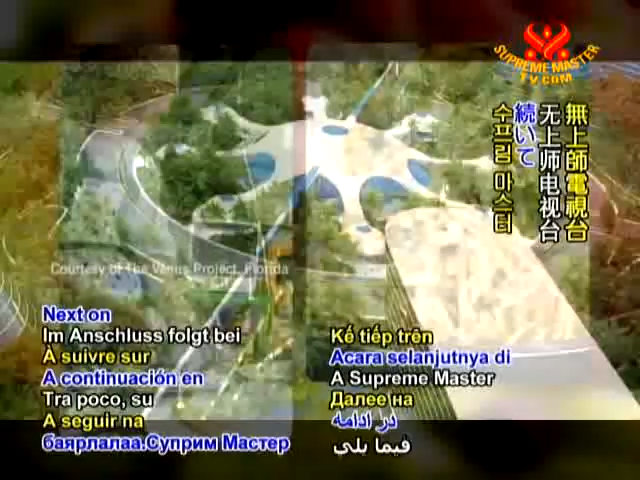 SUPREME MASTER
TV.COM
無上師電視台
无上师电视台
続いて
수프림 마스터
Courtesy of The Venus Project, Florida
Next on
Im Anschluss folgt bei
À suivre sur
A continuación en
Tra poco, su
A seguir na
баярлалаа.Суприм Мастер
Kế tiếp trên
Acara selanjutnya di
A Supreme Master
Далее на
در ادامه
فيما يلي